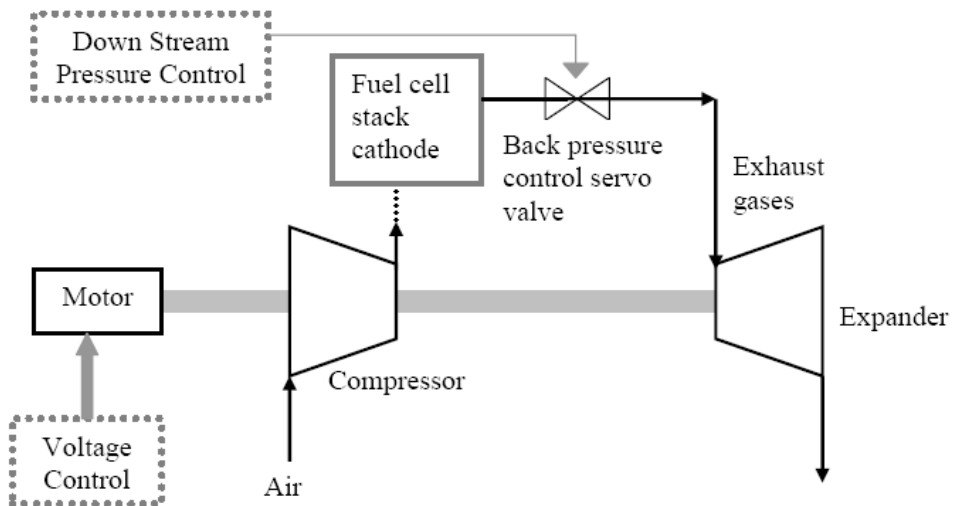 Down Stream
Pressure Control
Fuel cell
stack
cathode
Back pressure
control servo
valve
Exhaust
gases
Motor
Expander
Compressor
Voltage
Control
Air